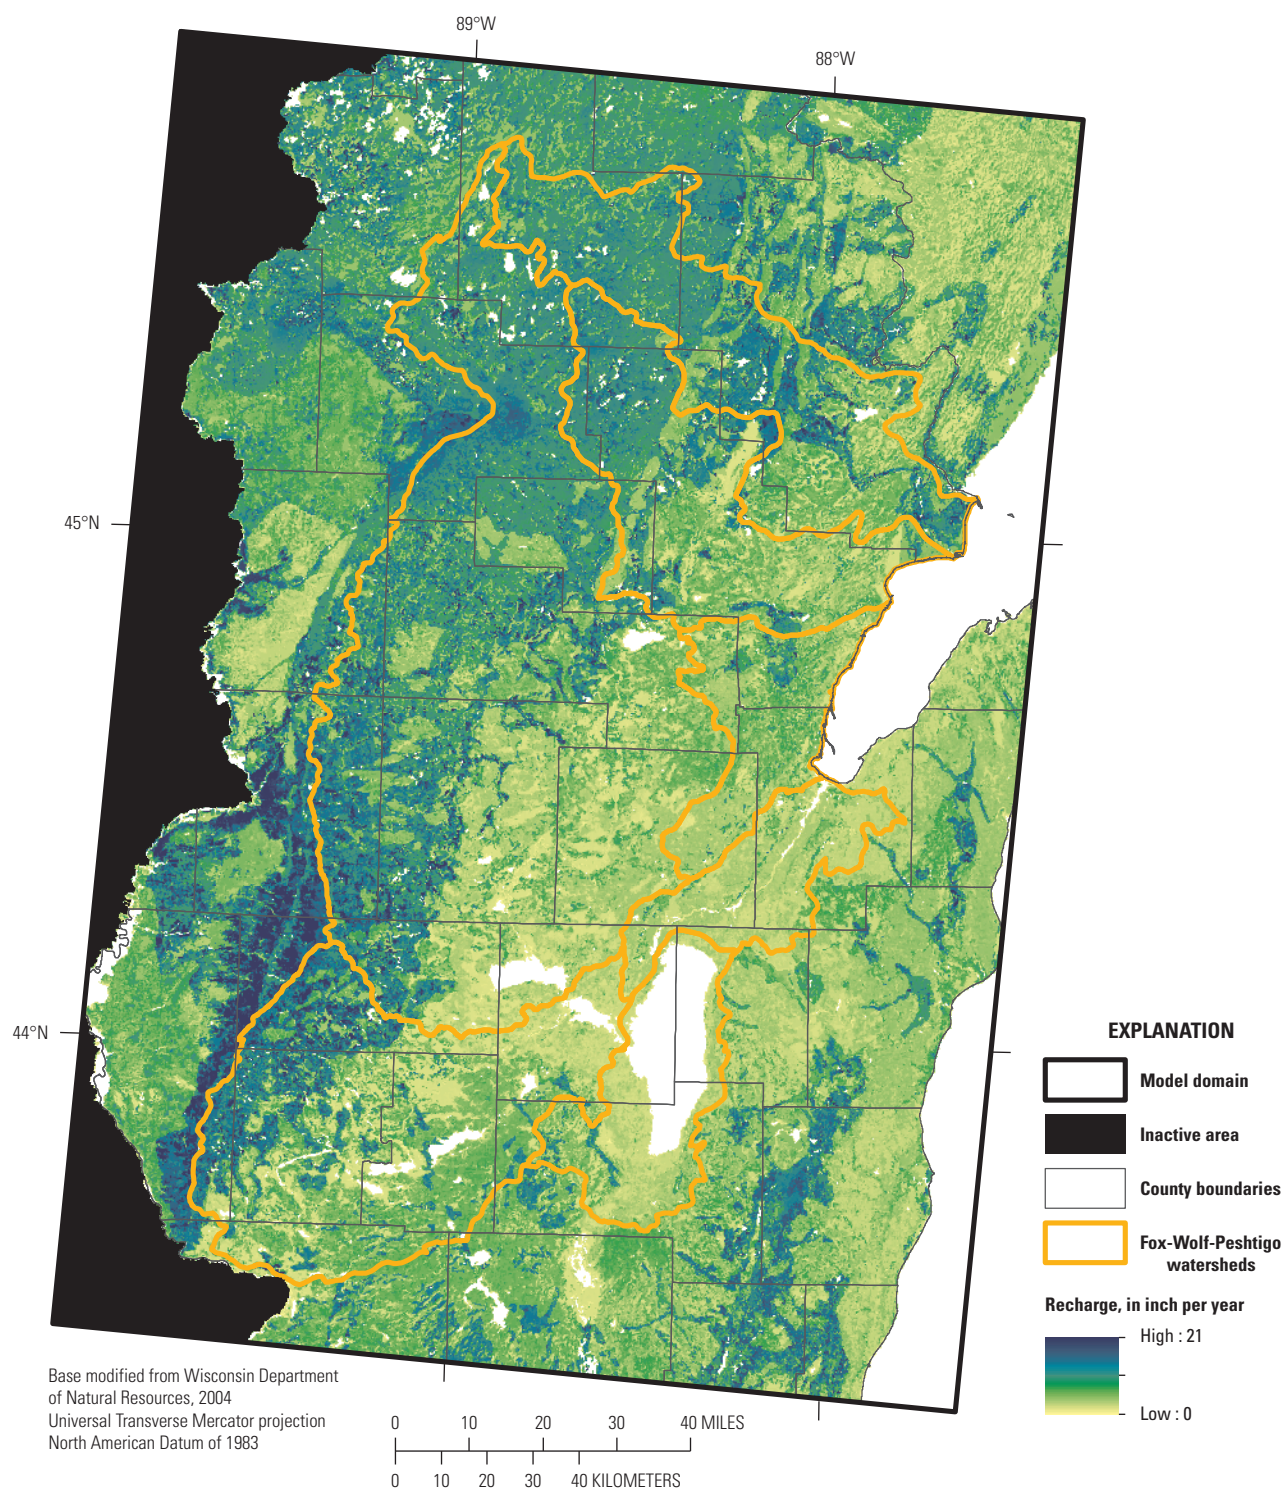 89°W
88°W
45°N
44°N
EXPLANATION
Model domain
Inactive area
County boundaries
Fox-Wolf-Peshtigo
watersheds
Recharge, in inch per year
High : 21
Low : 0
Base modified from Wisconsin Department
of Natural Resources, 2004
Universal Transverse Mercator projection
North American Datum of 1983
0 10 20 30 40 MILES
0 10 20 30 40 KILOMETERS